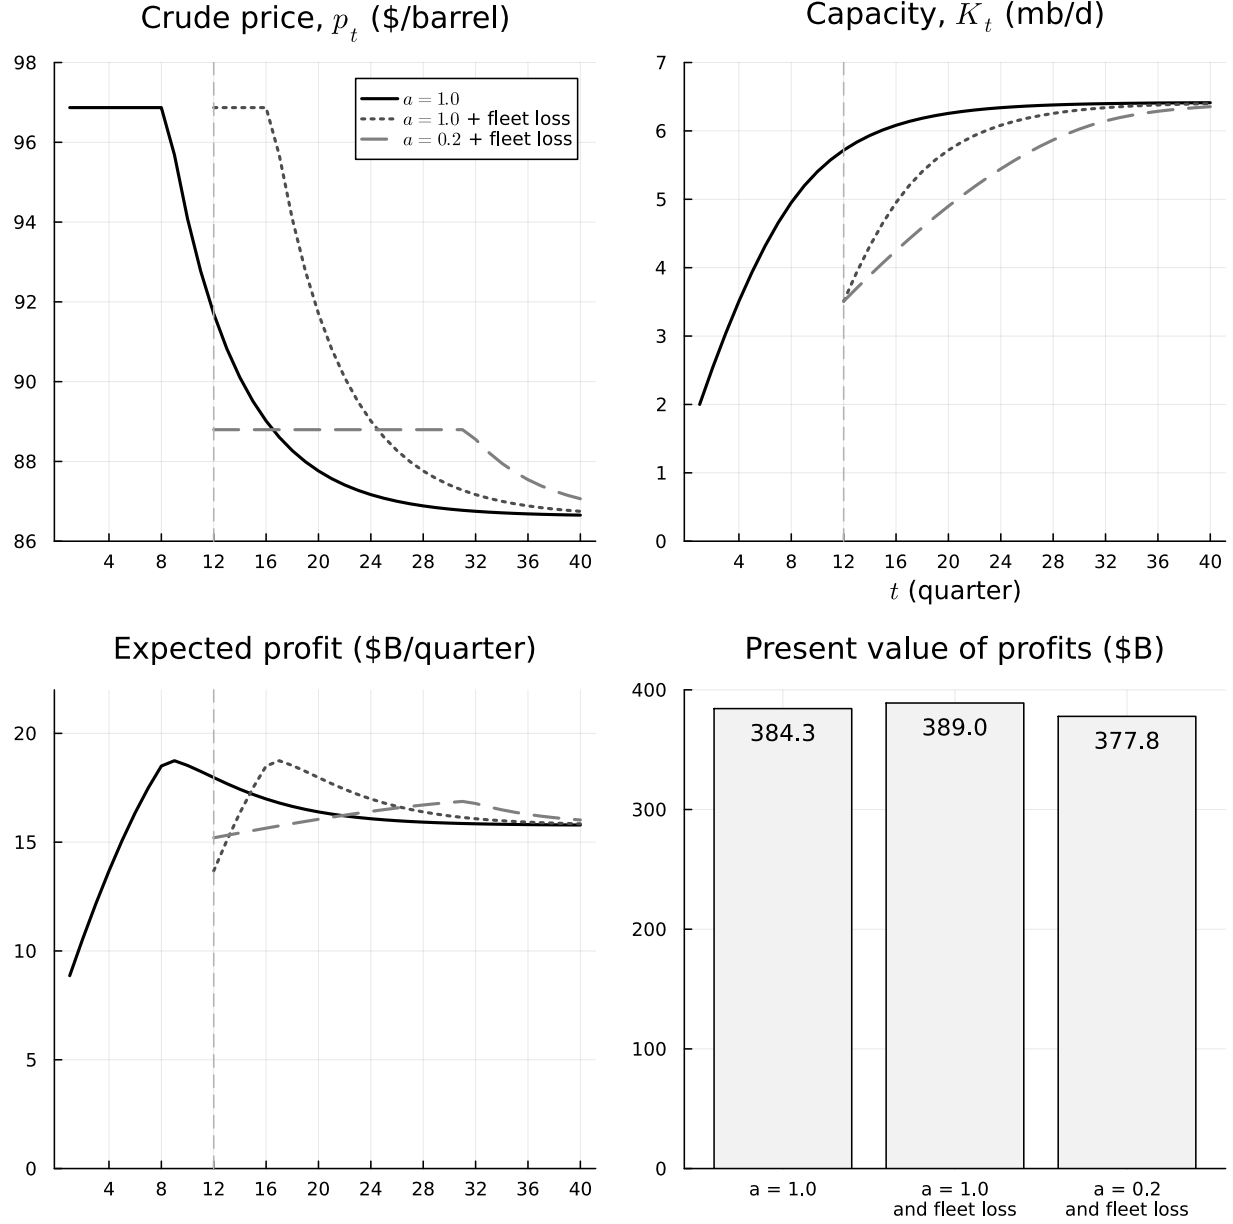 Crude price, p_t ($/barrel)
98
96
94
92
90
88
86
4 8 12 16 20 24 28 32 36 40
a = 1.0
a = 1.0 + fleet loss
a = 0.2 + fleet loss
Capacity, K_t (mb/d)
7
6
5
4
3
2
1
0
4 8 12 16 20 24 28 32 36 40
t (quarter)
Expected profit ($B/quarter)
20
15
10
5
0
4 8 12 16 20 24 28 32 36 40
Present value of profits ($B)
400
300
200
100
0
384.3
389.0
377.8
a = 1.0
a = 1.0
and fleet loss
a = 0.2
and fleet loss